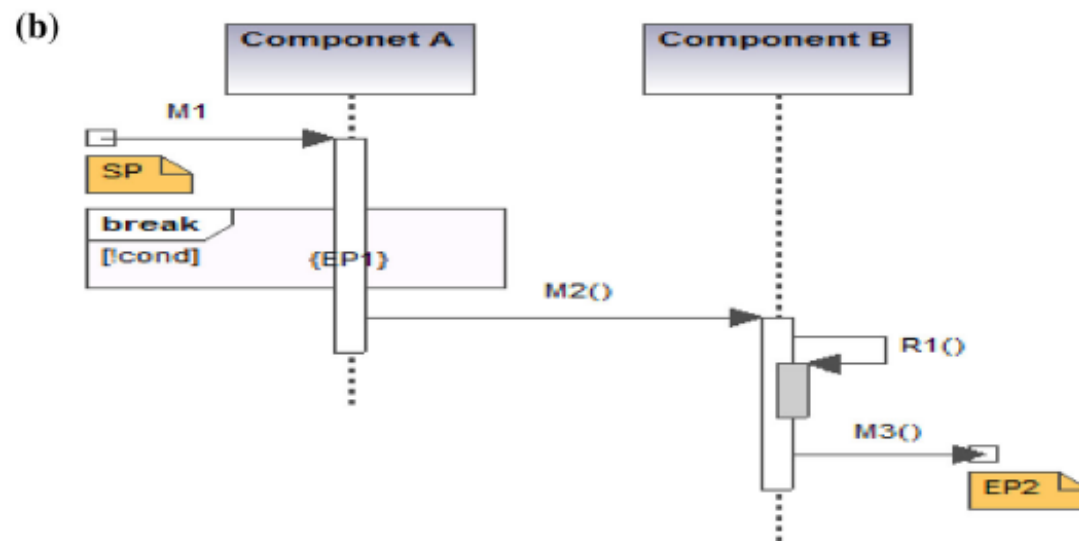 (b)
Componet A
Component B
M1
SP
break
[!cond]
{EP1}
M2()
R1()
M3()
EP2